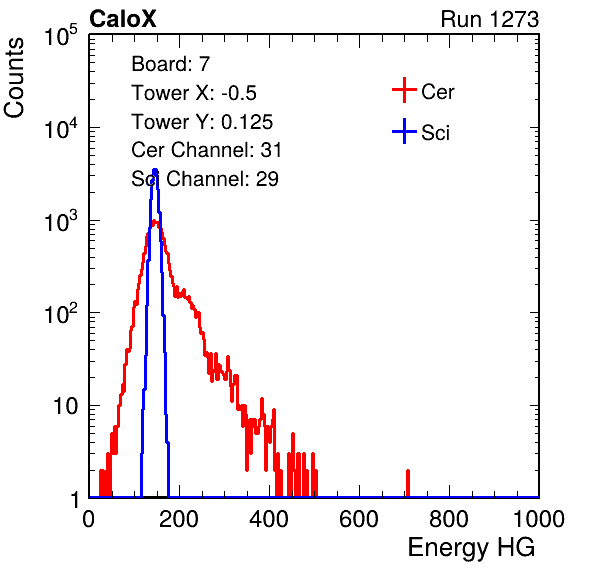 CaloX Run 1273
Counts
10^5
10^4
10^3
10^2
10
1
Board: 7
Tower X: -0.5
Tower Y: 0.125
Cer Channel: 31
Sci Channel: 29
Cer
Sci
0 200 400 600 800 1000
Energy HG